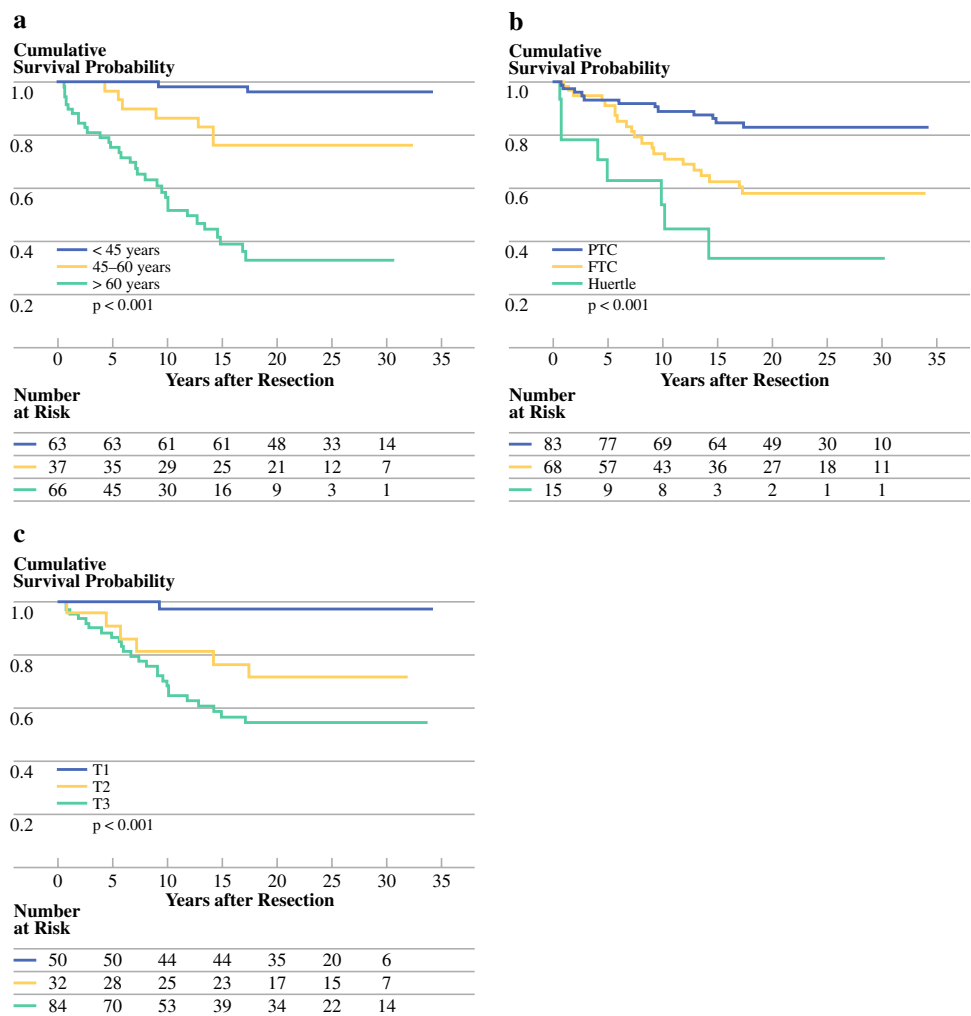 a
Cumulative
Survival Probability
1.0
0.8
0.6
0.4
0.2
< 45 years
45–60 years
> 60 years
p < 0.001
0 5 10 15 20 25 30 35
Years after Resection
Number
at Risk
63 63 61 61 48 33 14
37 35 29 25 21 12 7
66 45 30 16 9 3 1
b
Cumulative
Survival Probability
1.0
0.8
0.6
0.4
0.2
PTC
FTC
Huertle
p < 0.001
0 5 10 15 20 25 30 35
Years after Resection
Number
at Risk
83 77 69 64 49 30 10
68 57 43 36 27 18 11
15 9 8 3 2 1 1
c
Cumulative
Survival Probability
1.0
0.8
0.6
0.4
0.2
T1
T2
T3
p < 0.001
0 5 10 15 20 25 30 35
Years after Resection
Number
at Risk
50 50 44 44 35 20 6
32 28 25 23 17 15 7
84 70 53 39 34 22 14